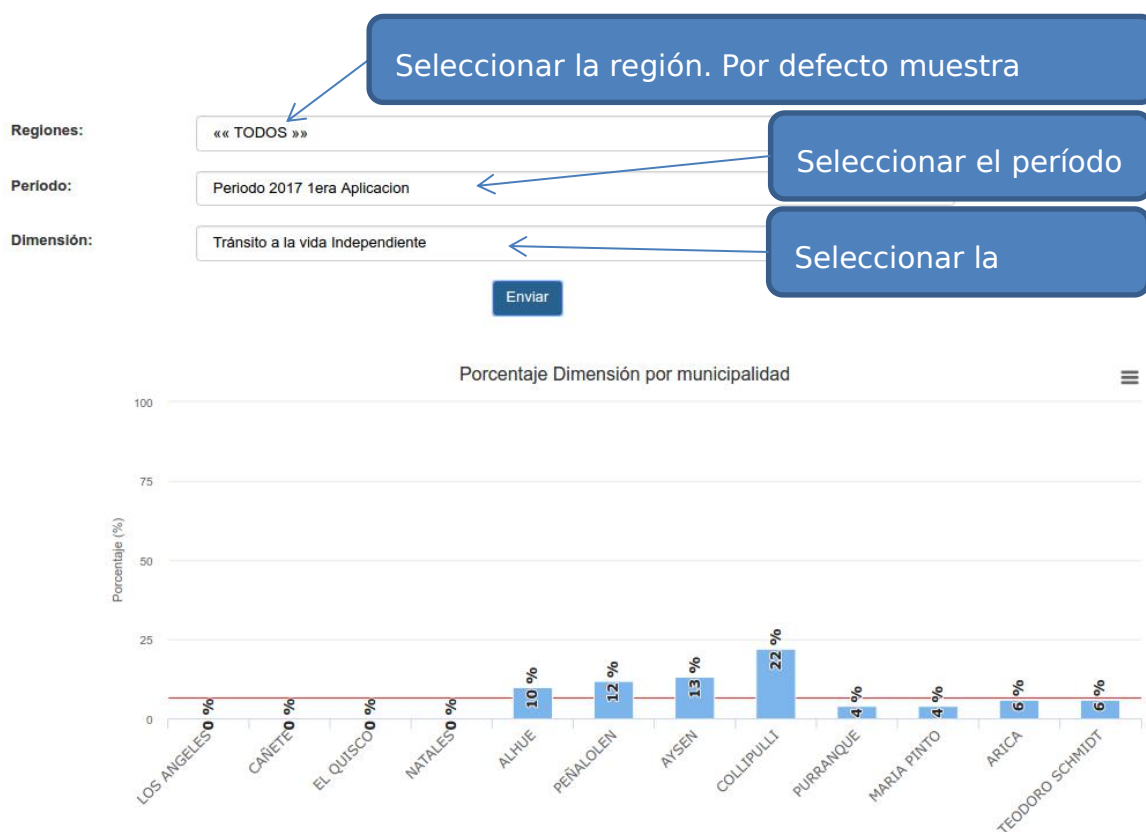 Seleccionar la región. Por defecto muestra
Regiones:
«« TODOS »»
Seleccionar el período
Periodo:
Periodo 2017 1era Aplicacion
Dimensión:
Tránsito a la vida Independiente
Seleccionar la
Enviar
Porcentaje Dimensión por municipalidad
100
75
50
25
0
Porcentaje (%)
0 %
0 %
0 %
0 %
10 %
12 %
13 %
22 %
4 %
4 %
6 %
6 %
LOS ANGELES
CAÑETE
EL QUISCO
NATALES
ALHUE
PEÑALOLEN
AYSEN
COLLIPULLI
PURRANQUE
MARIA PINTO
ARICA
TEODORO SCHMIDT